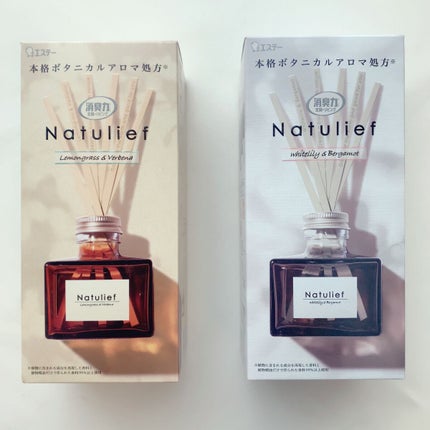 エステー
本格ボタニカルアロマ処方※
消臭力
Natulief
Lemongrass & Verbena
Natulief
Lemongrass & Verbena
エステー
本格ボタニカルアロマ処方※
消臭力
Natulief
whitelily & Bergamot
Natulief
whitelily & Bergamot